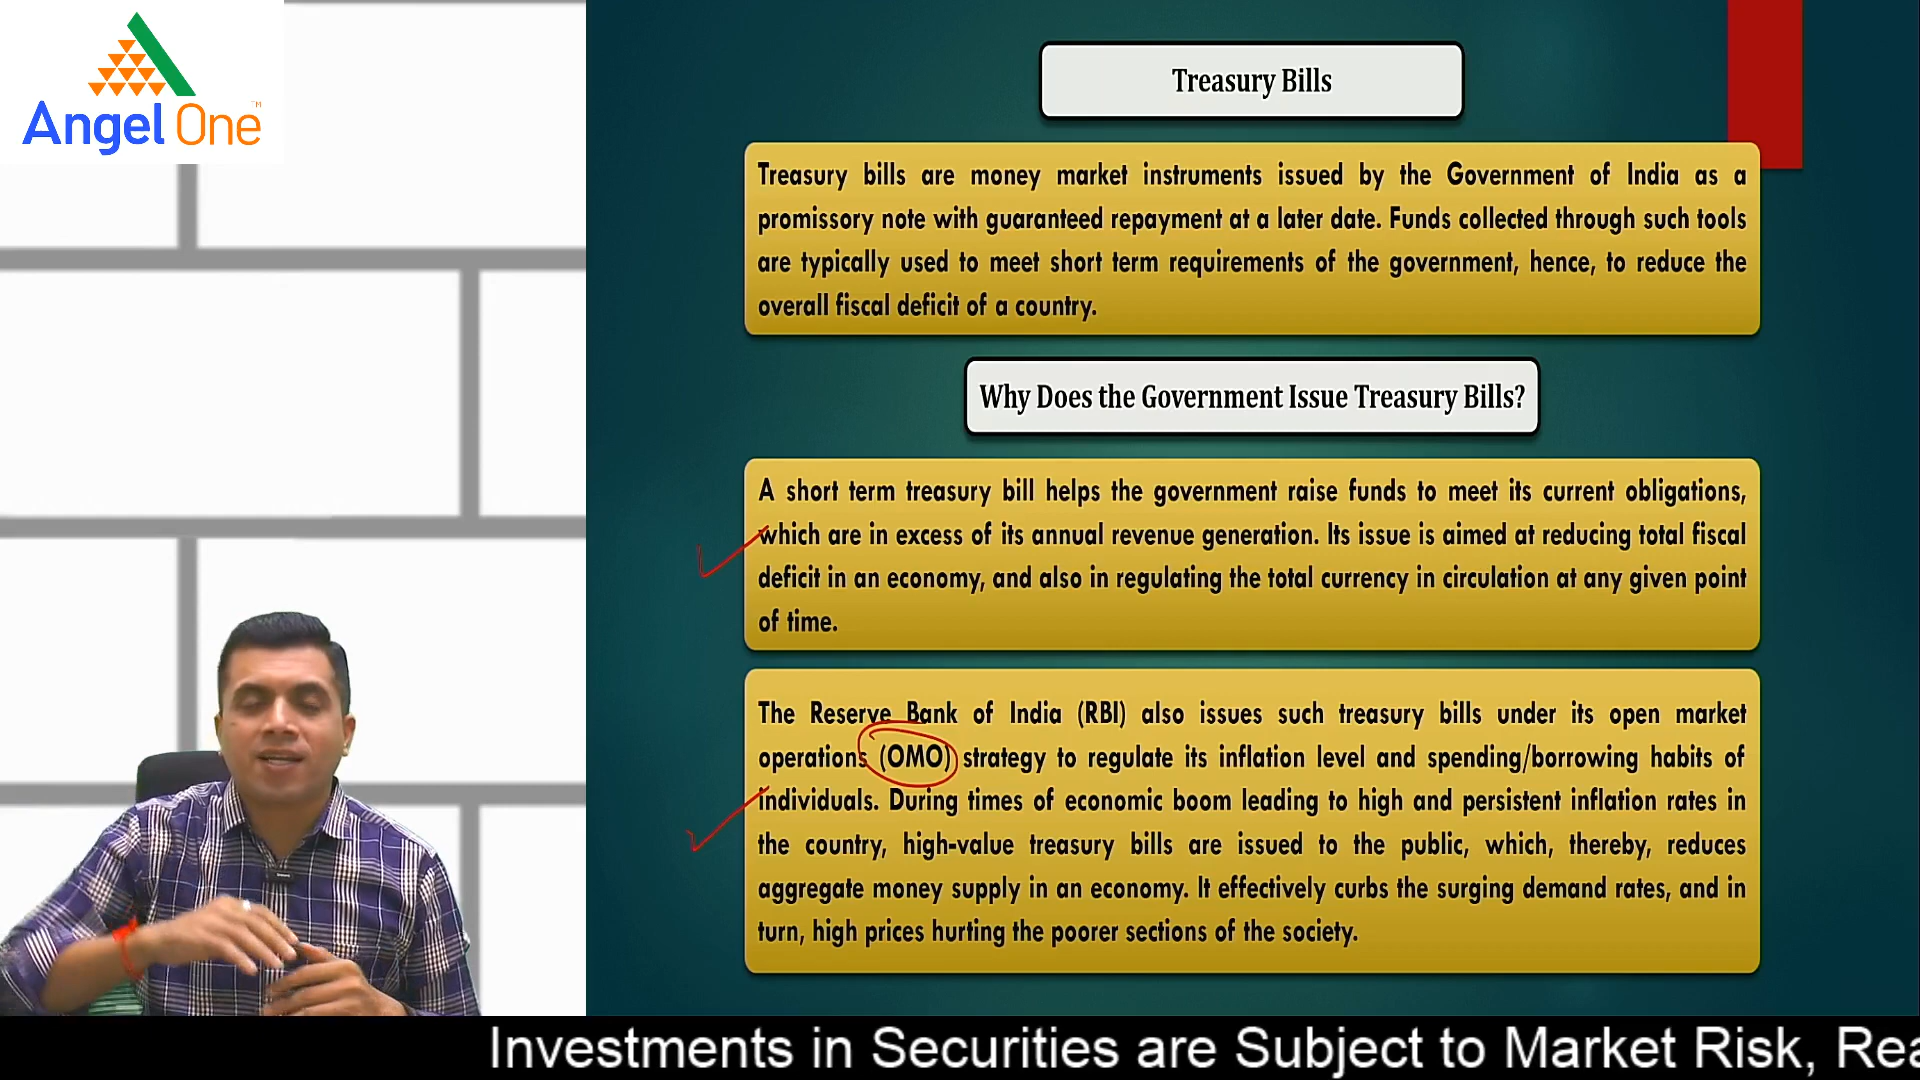 Angel One™
Treasury Bills
Treasury bills are money market instruments issued by the Government of India as a
promissory note with guaranteed repayment at a later date. Funds collected through such tools
are typically used to meet short term requirements of the government, hence, to reduce the
overall fiscal deficit of a country.
Why Does the Government Issue Treasury Bills?
A short term treasury bill helps the government raise funds to meet its current obligations,
which are in excess of its annual revenue generation. Its issue is aimed at reducing total fiscal
deficit in an economy, and also in regulating the total currency in circulation at any given point
of time.
The Reserve Bank of India (RBI) also issues such treasury bills under its open market
operations (OMO) strategy to regulate its inflation level and spending/borrowing habits of
individuals. During times of economic boom leading to high and persistent inflation rates in
the country, high-value treasury bills are issued to the public, which, thereby, reduces
aggregate money supply in an economy. It effectively curbs the surging demand rates, and in
turn, high prices hurting the poorer sections of the society.
Investments in Securities are Subject to Market Risk, Rea